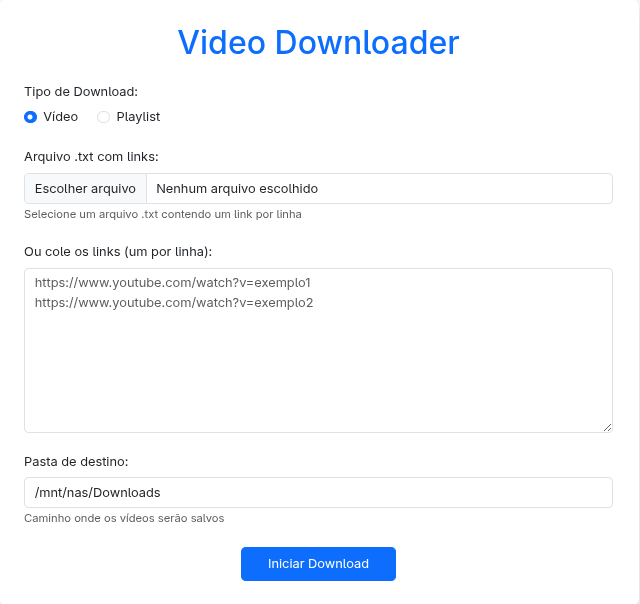 Video Downloader
Tipo de Download:
Vídeo Playlist
Arquivo .txt com links:
Escolher arquivo Nenhum arquivo escolhido
Selecione um arquivo .txt contendo um link por linha
Ou cole os links (um por linha):
https://www.youtube.com/watch?v=exemplo1
https://www.youtube.com/watch?v=exemplo2
Pasta de destino:
/mnt/nas/Downloads
Caminho onde os vídeos serão salvos
Iniciar Download